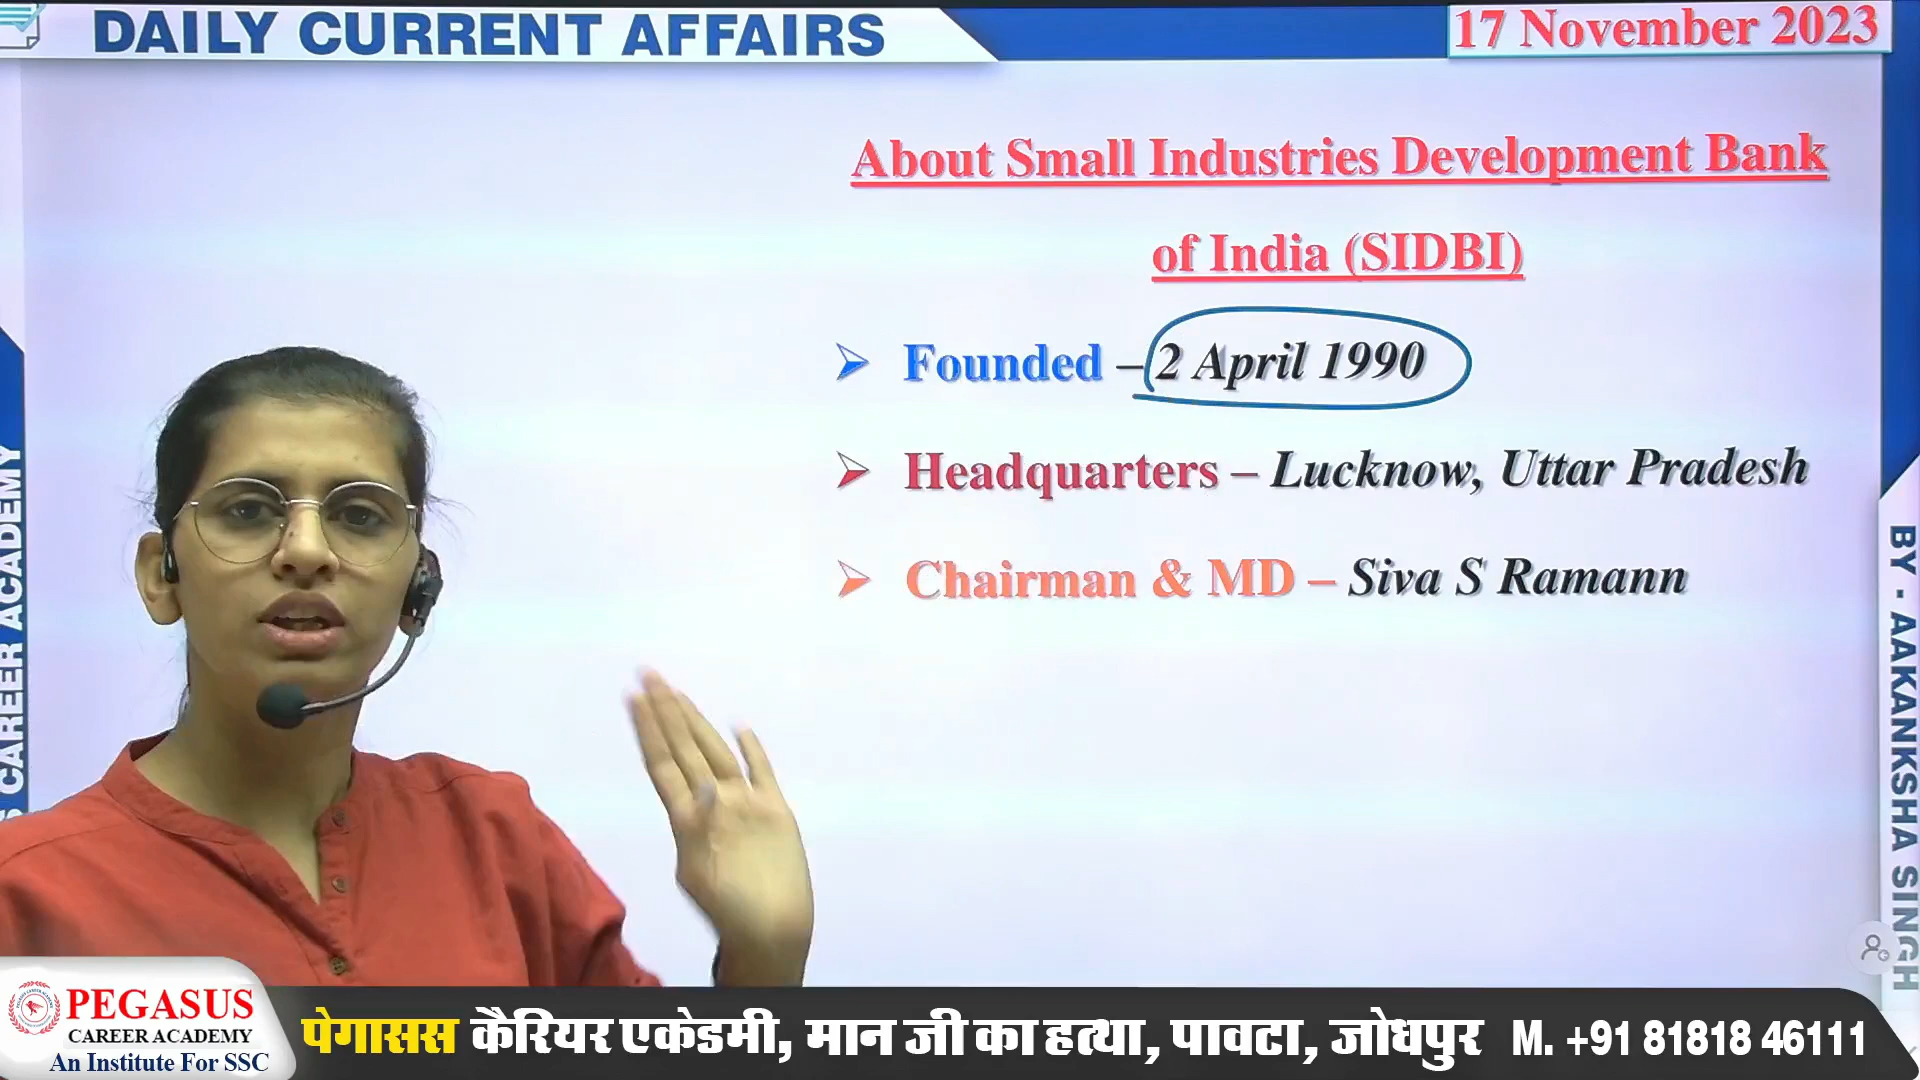 DAILY CURRENT AFFAIRS
17 November 2023
About Small Industries Development Bank
of India (SIDBI)
Founded – 2 April 1990
Headquarters – Lucknow, Uttar Pradesh
Chairman & MD – Siva S Ramann
CAREER ACADEMY
BY - AAKANKSHA SINGH
PEGASUS
CAREER ACADEMY
An Institute For SSC
पेगासस कैरियर एकेडमी, मान जी का हत्था, पावटा, जोधपुर M. +91 81818 46111